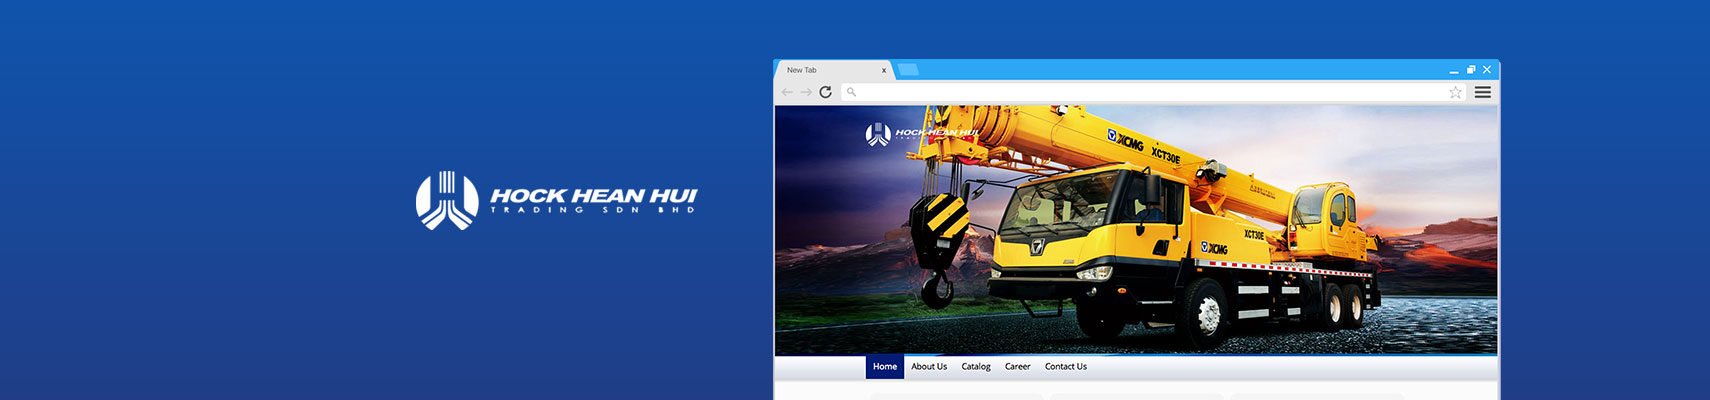 HOCK HEAN HUI
TRADING SDN BHD
New Tab x
HOCK HEAN HUI
XCMG XCT30E
XCMG
XCT30E
Home About Us Catalog Career Contact Us